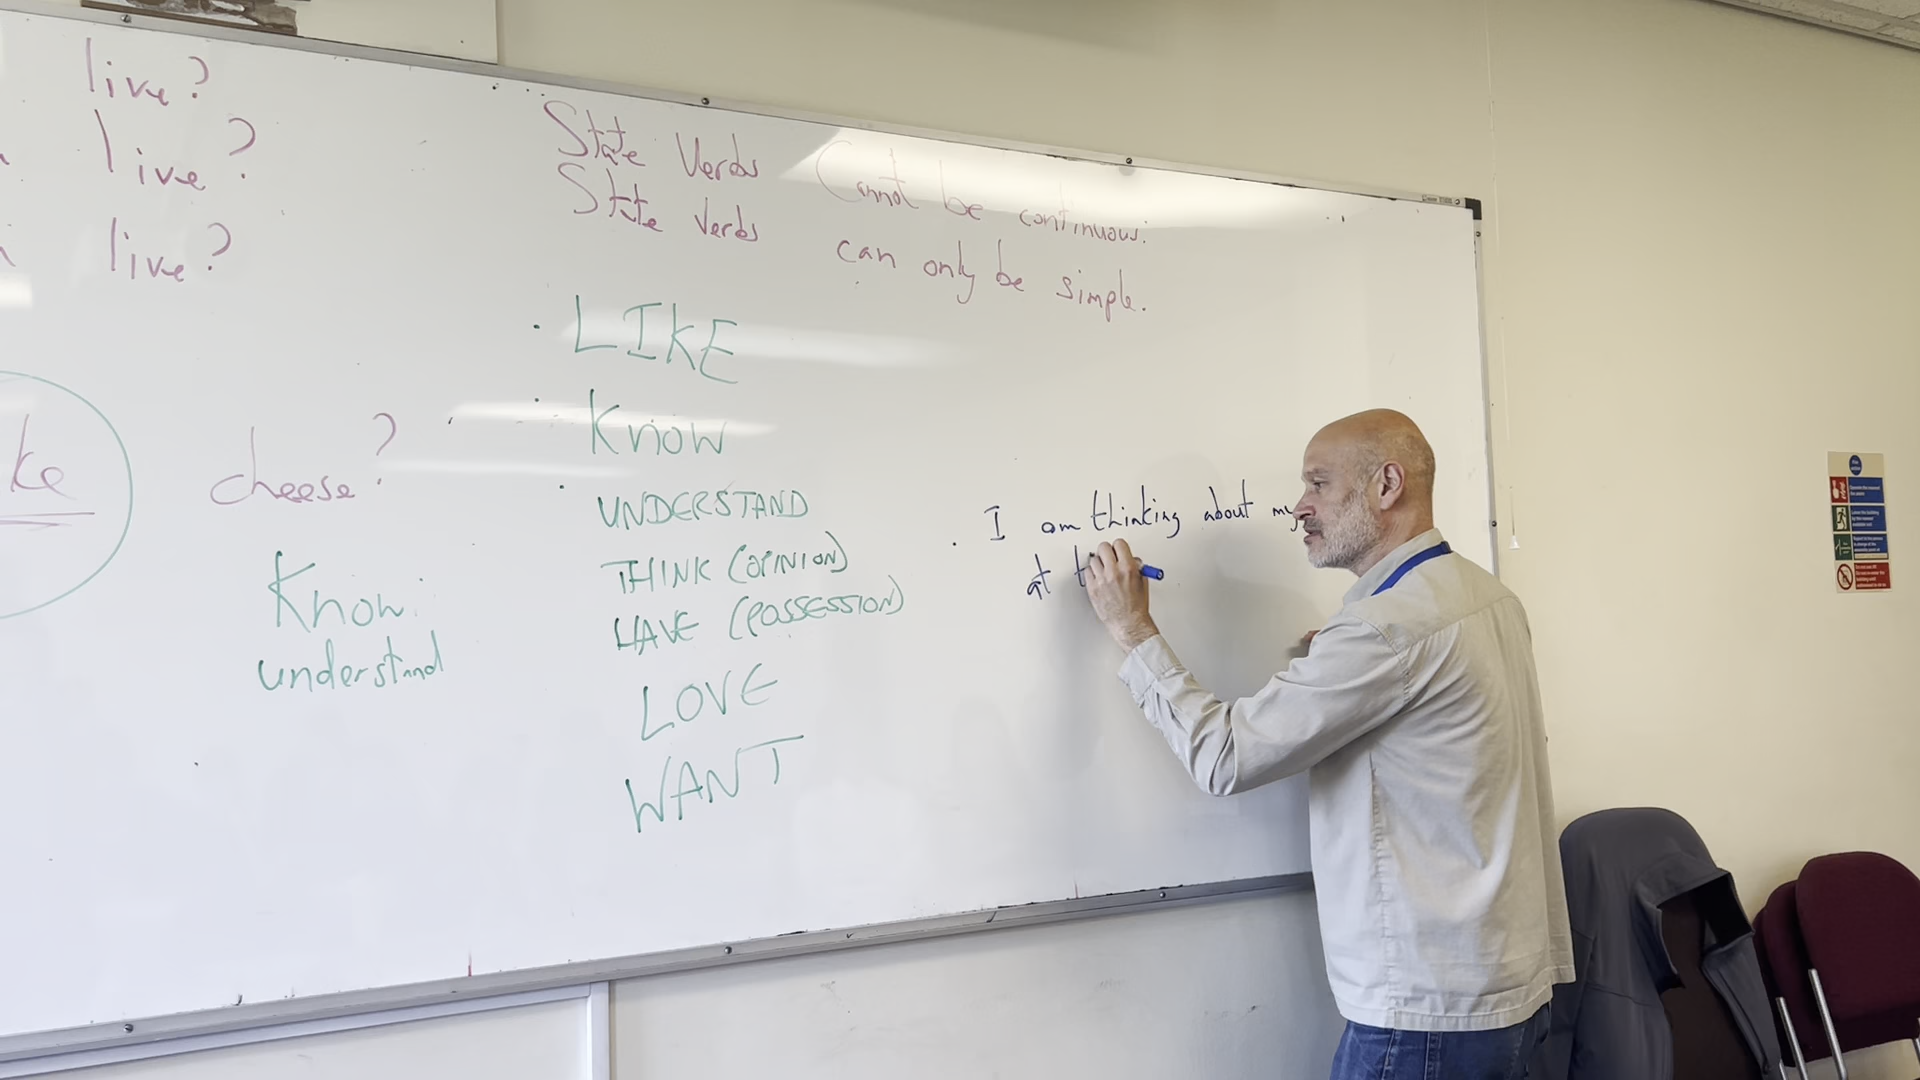 live?
live?
live?
ke
cheese?
Know
understand
State Verbs Cannot be continuous.
State Verbs can only be simple.
LIKE
Know
UNDERSTAND
THINK (OPINION)
HAVE (POSSESSION)
LOVE
WANT
I am thinking about my
at t